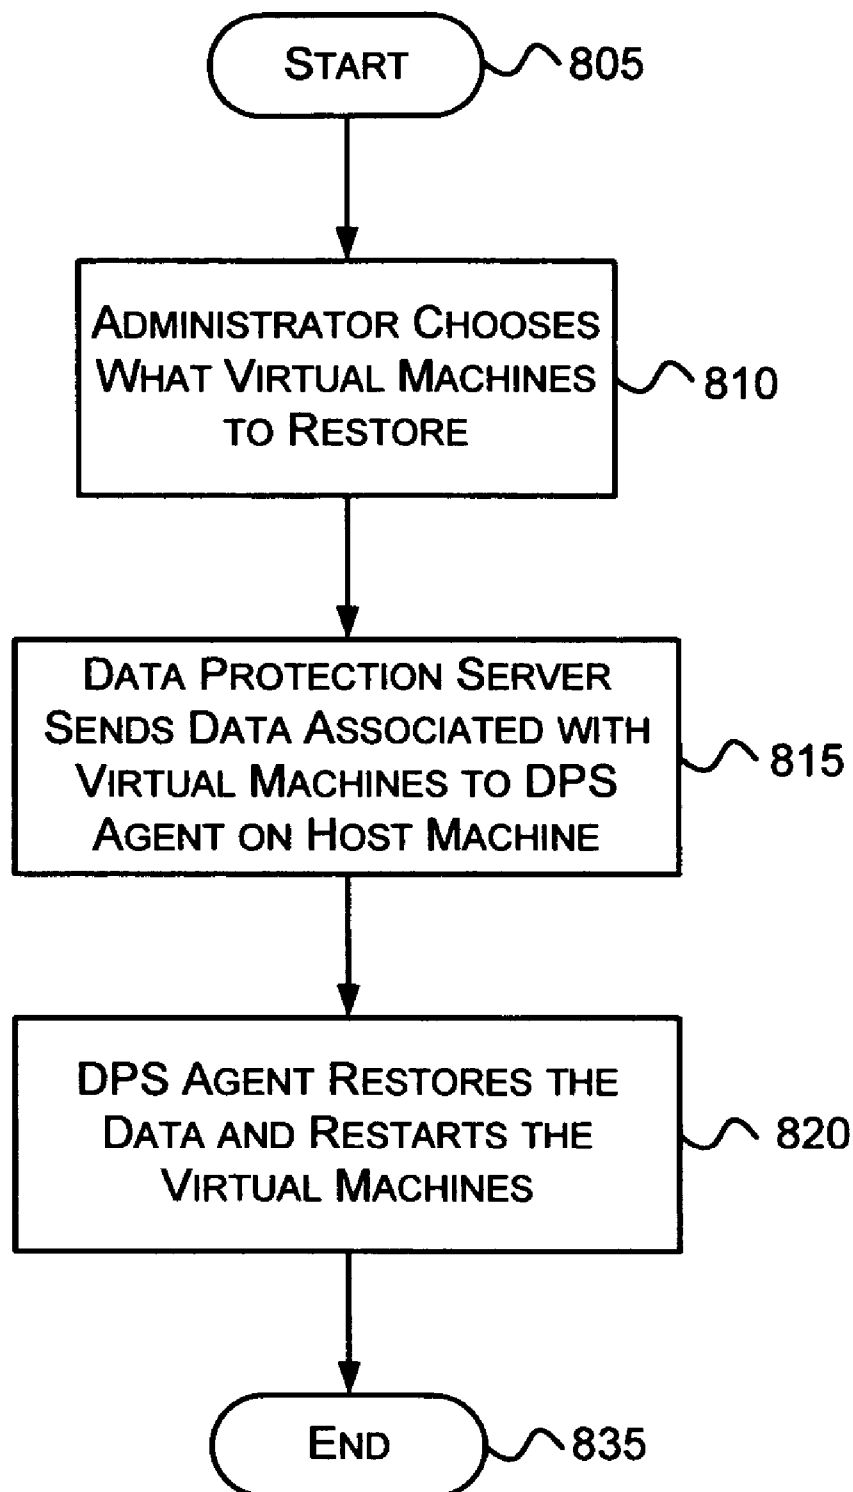 START
805
ADMINISTRATOR CHOOSES
WHAT VIRTUAL MACHINES
TO RESTORE
810
DATA PROTECTION SERVER
SENDS DATA ASSOCIATED WITH
VIRTUAL MACHINES TO DPS
AGENT ON HOST MACHINE
815
DPS AGENT RESTORES THE
DATA AND RESTARTS THE
VIRTUAL MACHINES
820
END
835